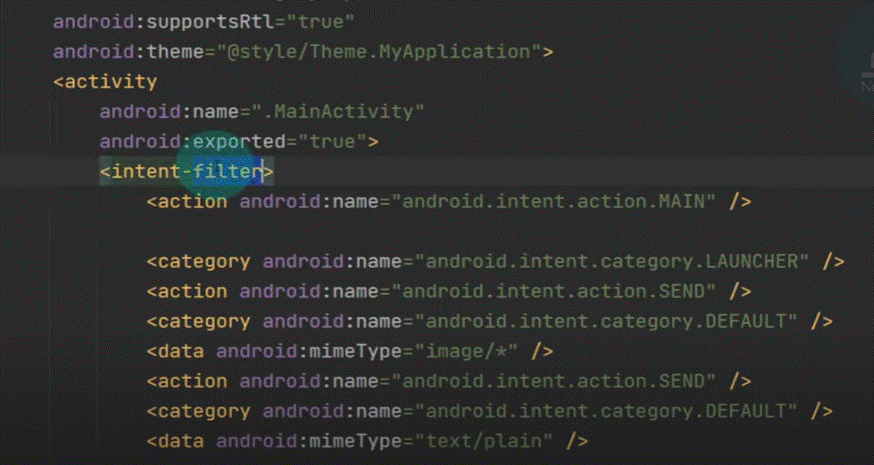 android:supportsRtl="true"
android:theme="@style/Theme.MyApplication">
<activity
android:name=".MainActivity"
android:exported="true">
<intent-filter>
<action android:name="android.intent.action.MAIN" />
<category android:name="android.intent.category.LAUNCHER" />
<action android:name="android.intent.action.SEND" />
<category android:name="android.intent.category.DEFAULT" />
<data android:mimeType="image/*" />
<action android:name="android.intent.action.SEND" />
<category android:name="android.intent.category.DEFAULT" />
<data android:mimeType="text/plain" />